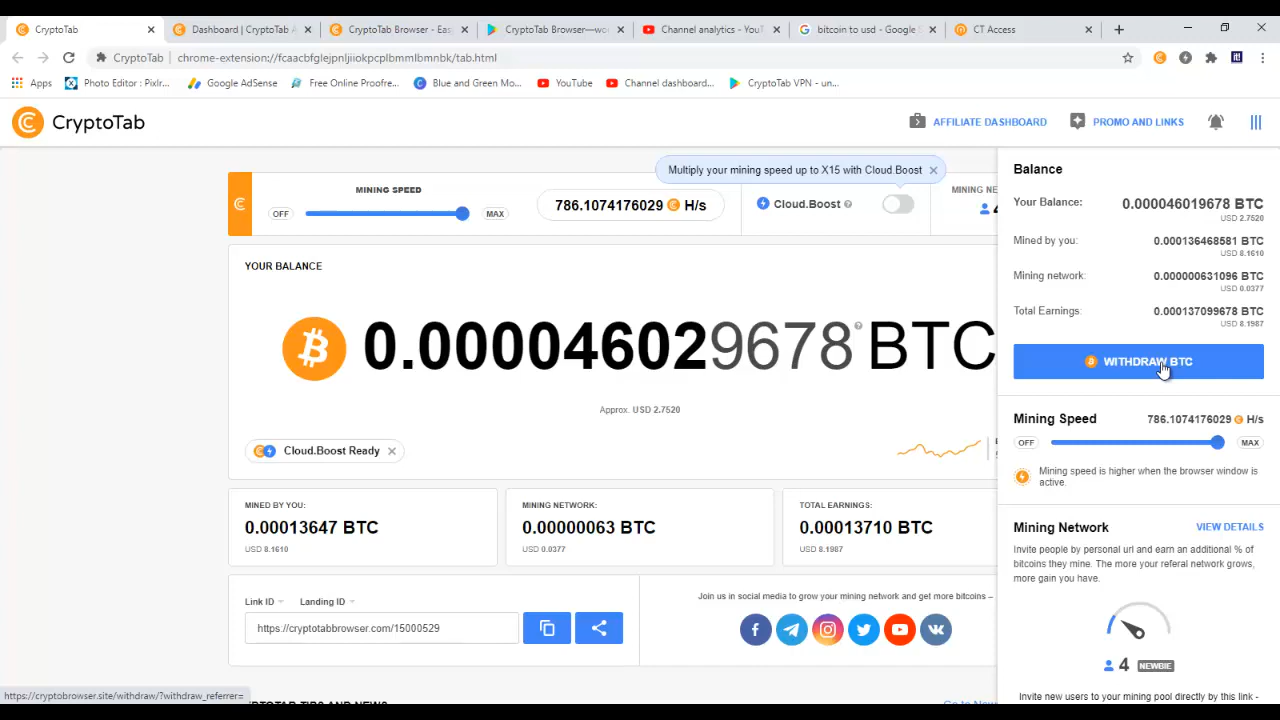 CryptoTab
Dashboard | CryptoTab A
CryptoTab Browser - Eas
CryptoTab Browser—wo
Channel analytics - YouT
bitcoin to usd - Google S
CT Access
CryptoTab | chrome-extension://fcaacbfglejpnljiiokpcplbmmlbmnbk/tab.html
Apps
Photo Editor : Pixlr...
Google AdSense
Free Online Proofre...
Blue and Green Mo...
YouTube
Channel dashboard...
CryptoTab VPN - un...
CryptoTab
AFFILIATE DASHBOARD
PROMO AND LINKS
Multiply your mining speed up to X15 with Cloud.Boost
MINING SPEED
OFF
MAX
786.1074176029 H/s
Cloud.Boost
MINING NE
YOUR BALANCE
0.000046029678 BTC
Approx. USD 2.7520
Cloud.Boost Ready
MINED BY YOU:
0.00013647 BTC
USD 8.1610
MINING NETWORK:
0.00000063 BTC
USD 0.0377
TOTAL EARNINGS:
0.00013710 BTC
USD 8.1987
Link ID
Landing ID
https://cryptotabbrowser.com/15000529
Join us in social media to grow your mining network and get more bitcoins –
Balance
Your Balance:
0.000046019678 BTC
USD 2.7520
Mined by you:
0.000136468581 BTC
USD 8.1610
Mining network:
0.000000631096 BTC
USD 0.0377
Total Earnings:
0.000137099678 BTC
USD 8.1987
WITHDRAW BTC
Mining Speed
786.1074176029 H/s
OFF
MAX
Mining speed is higher when the browser window is
active.
Mining Network
VIEW DETAILS
Invite people by personal url and earn an additional % of
bitcoins they mine. The more your referal network grows,
more gain you have.
4 NEWBIE
Invite new users to your mining pool directly by this link -
https://cryptobrowser.site/withdraw/?withdraw_referrer=